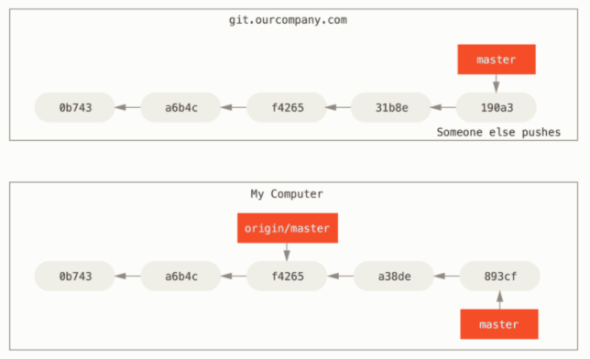 git.ourcompany.com
master
0b743 a6b4c f4265 31b8e 190a3
Someone else pushes
My Computer
origin/master
0b743 a6b4c f4265 a38de 893cf
master